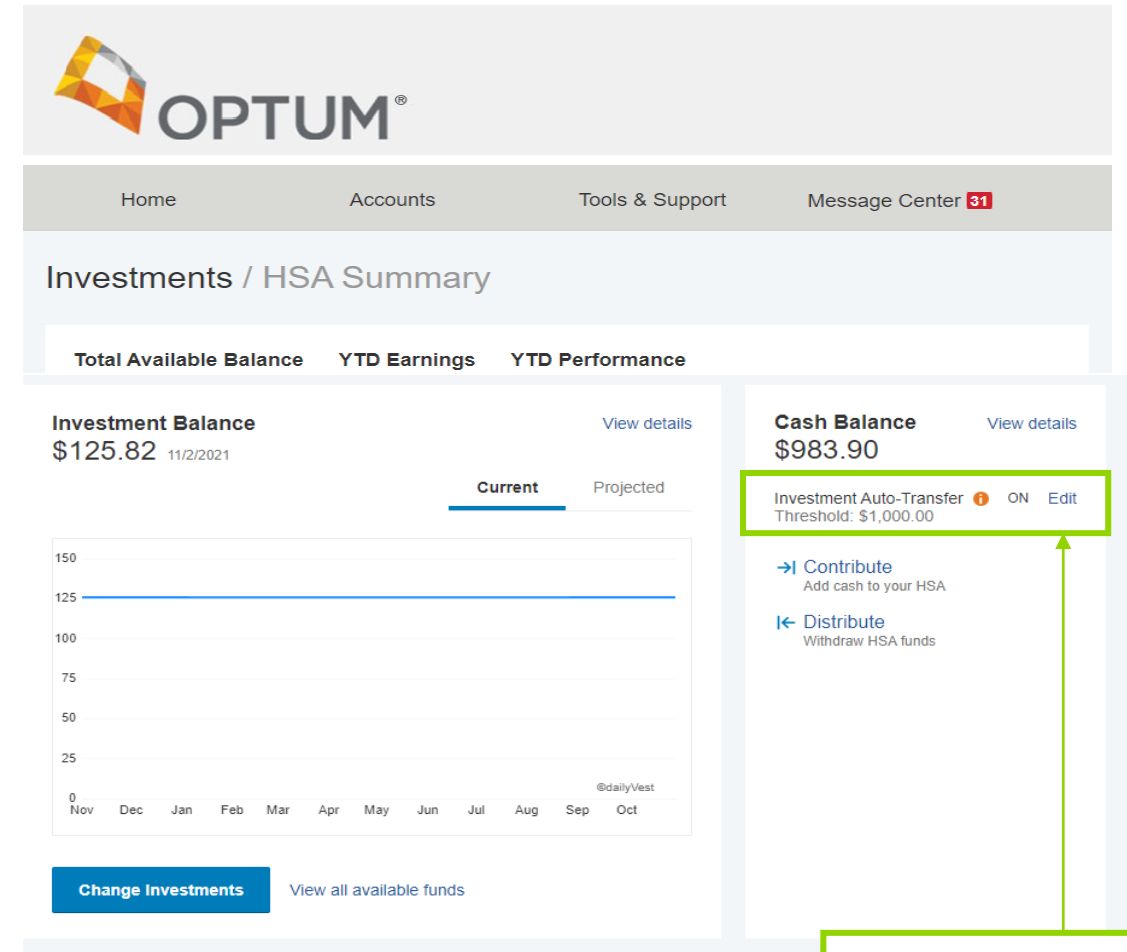 OPTUM®
Home Accounts Tools & Support Message Center 31
Investments / HSA Summary
Total Available Balance YTD Earnings YTD Performance
Investment Balance View details
$125.82 11/2/2021
Current Projected
150
125
100
75
50
25
0
©dailyVest
Nov Dec Jan Feb Mar Apr May Jun Jul Aug Sep Oct
Change Investments View all available funds
Cash Balance View details
$983.90
Investment Auto-Transfer i ON Edit
Threshold: $1,000.00
Contribute
Add cash to your HSA
Distribute
Withdraw HSA funds